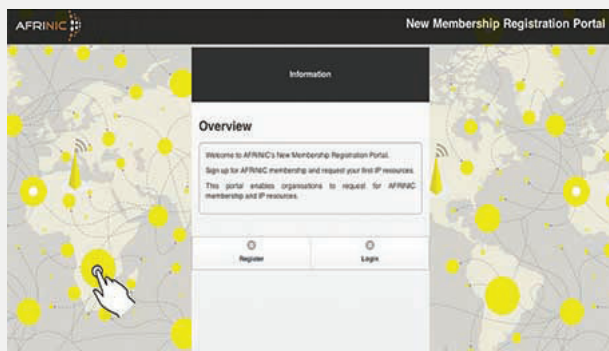 AFRINIC
New Membership Registration Portal
Information
Overview
Welcome to AFRINIC's New Membership Registration Portal.
Sign up for AFRINIC membership and request your first IP resources.
This portal enables organisations to request for AFRINIC
membership and IP resources.
Register
Login